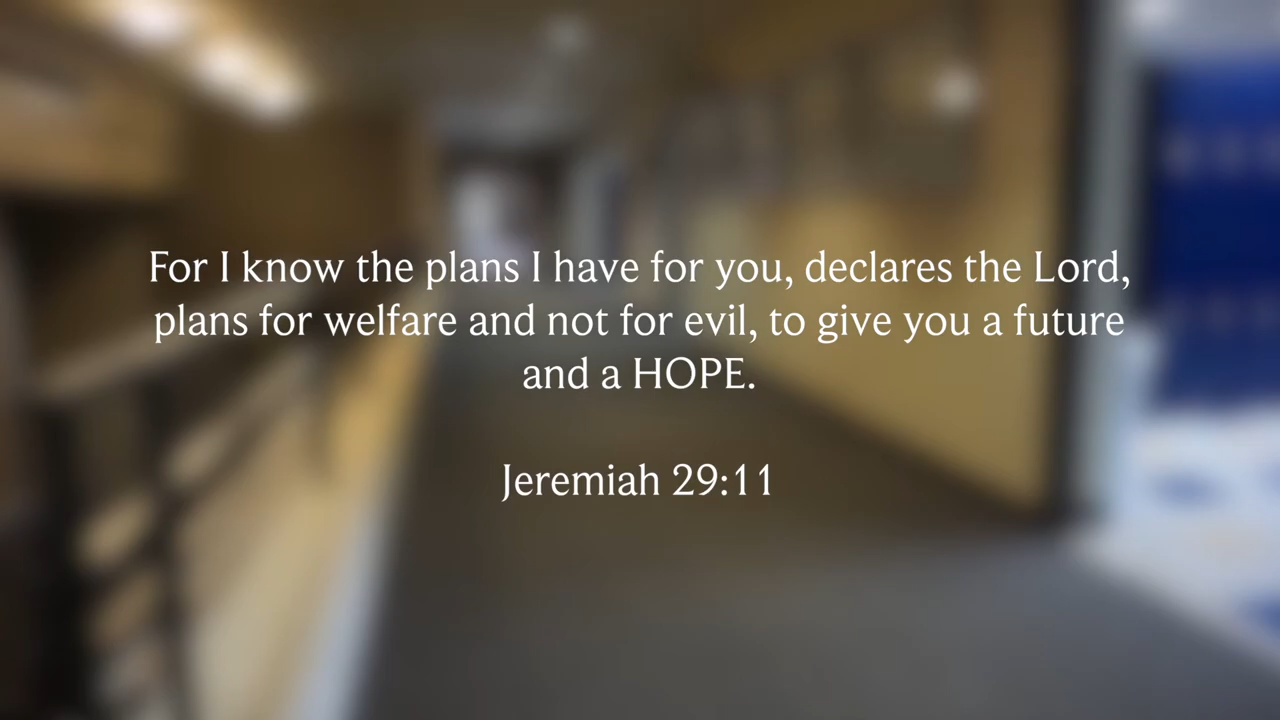 For I know the plans I have for you, declares the Lord,
plans for welfare and not for evil, to give you a future
and a HOPE.
Jeremiah 29:11